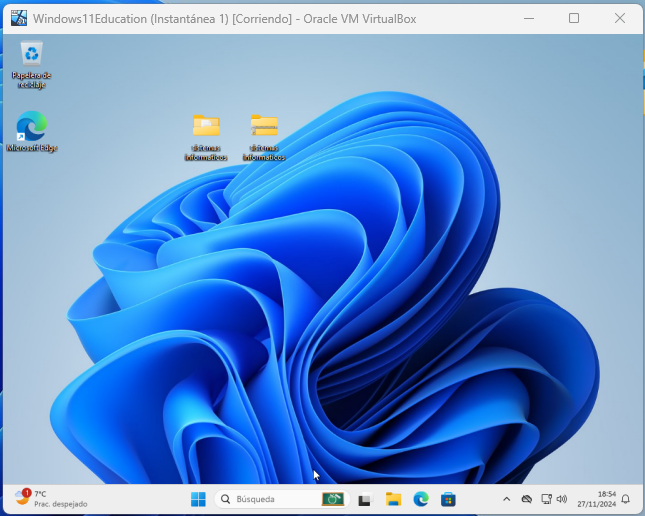 Windows11Education (Instantánea 1) [Corriendo] - Oracle VM VirtualBox
Papelera de
reciclaje
Microsoft Edge
sistemas
informaticos
sistemas
informaticos
1
7°C
Prac. despejado
Búsqueda
18:54
27/11/2024